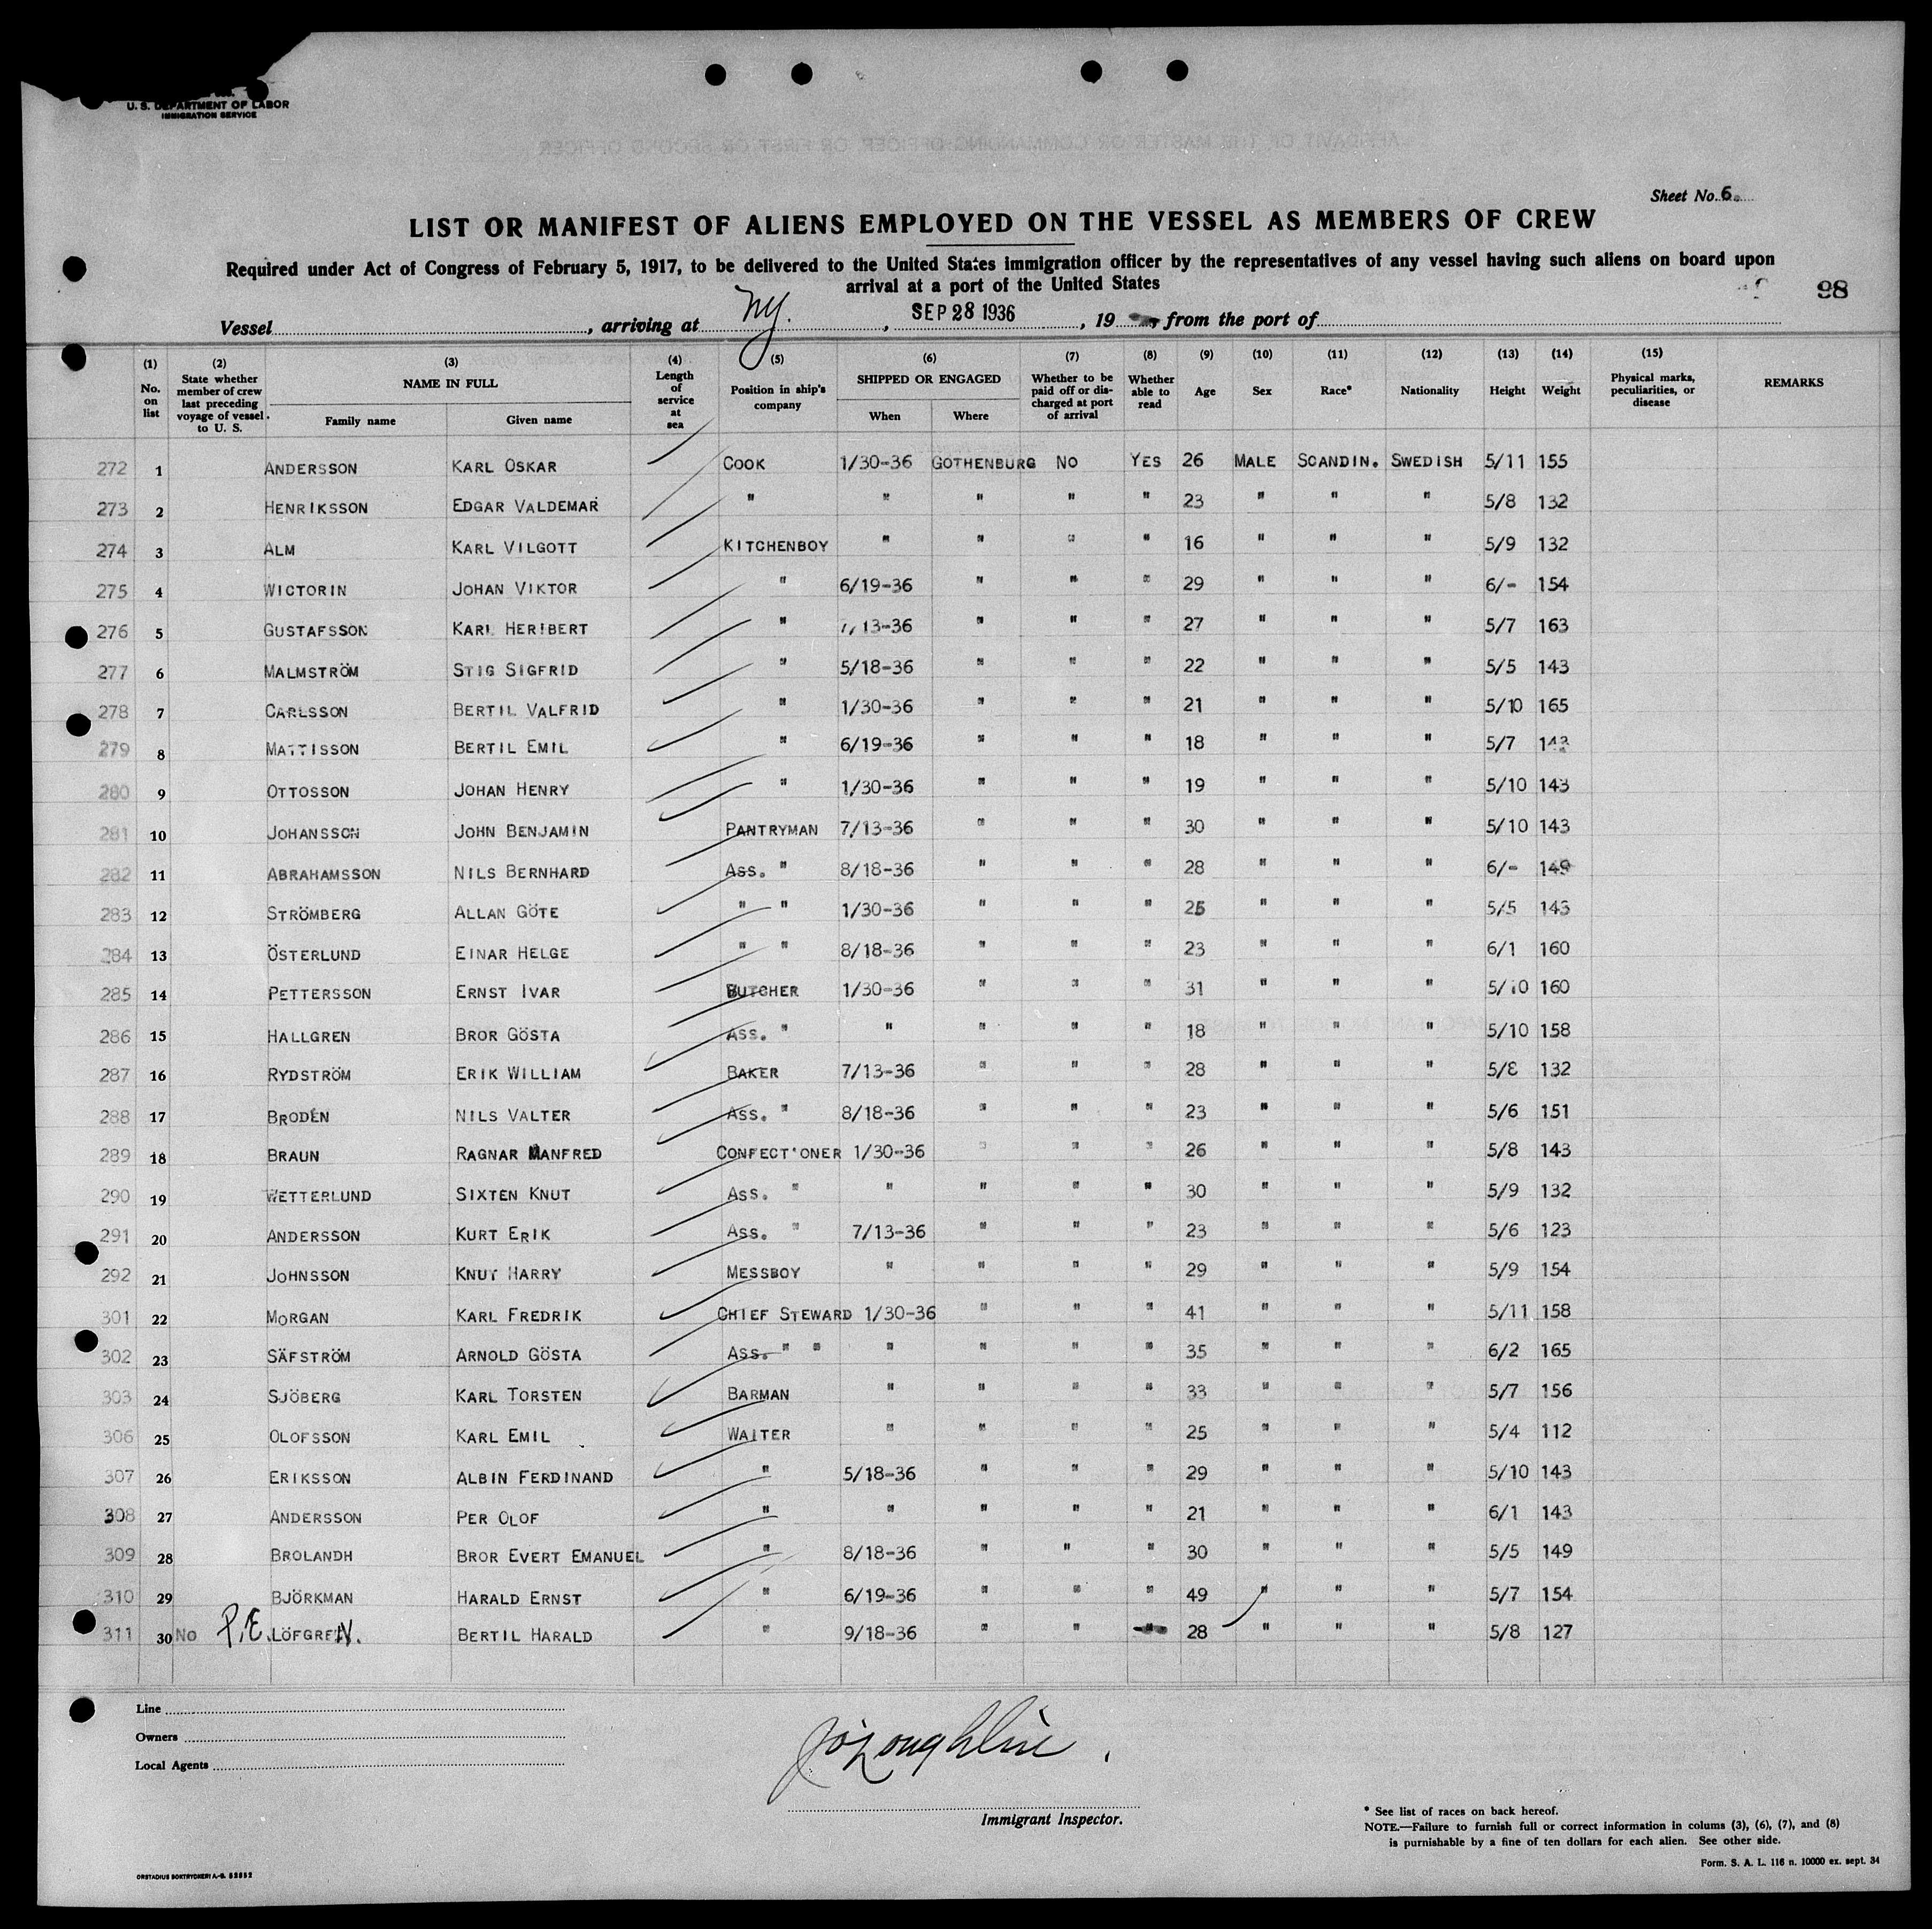 U. S. DEPARTMENT OF LABOR
IMMIGRATION SERVICE
Sheet No. 6
LIST OR MANIFEST OF ALIENS EMPLOYED ON THE VESSEL AS MEMBERS OF CREW
Required under Act of Congress of February 5, 1917, to be delivered to the United States immigration officer by the representatives of any vessel having such aliens on board upon
arrival at a port of the United States
98
Vessel, arriving at NY., SEP 28 1936, 19, from the port of
(1) No. on list (2) State whether member of crew last preceding voyage of vessel to U. S. (3) NAME IN FULL Family name Given name (4) Length of service at sea (5) Position in ship's company (6) SHIPPED OR ENGAGED When Where (7) Whether to be paid off or discharged at port of arrival (8) Whether able to read (9) Age (10) Sex (11) Race* (12) Nationality (13) Height (14) Weight (15) Physical marks, peculiarities, or disease REMARKS
272 1 ANDERSSON KARL OSKAR COOK 1/30-36 GOTHENBURG NO YES 26 MALE SCANDIN. SWEDISH 5/11 155
273 2 HENRIKSSON EDGAR VALDEMAR " " " " " 23 " " " 5/8 132
274 3 ALM KARL VILGOTT KITCHENBOY " " " " 16 " " " 5/9 132
275 4 WICTORIN JOHAN VIKTOR " 6/19-36 " " " 29 " " " 6/- 154
276 5 GUSTAFSSON KARL HERIBERT " 7/13-36 " " " 27 " " " 5/7 163
277 6 MALMSTRÖM STIG SIGFRID " 5/18-36 " " " 22 " " " 5/5 143
278 7 CARLSSON BERTIL VALFRID " 1/30-36 " " " 21 " " " 5/10 165
279 8 MATTISSON BERTIL EMIL " 6/19-36 " " " 18 " " " 5/7 143
280 9 OTTOSSON JOHAN HENRY " 1/30-36 " " " 19 " " " 5/10 143
281 10 JOHANSSON JOHN BENJAMIN PANTRYMAN 7/13-36 " " " 30 " " " 5/10 143
282 11 ABRAHAMSSON NILS BERNHARD ASS. " 8/18-36 " " " 28 " " " 6/- 149
283 12 STRÖMBERG ALLAN GÖTE " " 1/30-36 " " " 25 " " " 5/5 143
284 13 ÖSTERLUND EINAR HELGE " " 8/18-36 " " " 23 " " " 6/1 160
285 14 PETTERSSON ERNST IVAR BUTCHER 1/30-36 " " " 31 " " " 5/10 160
286 15 HALLGREN BROR GÖSTA ASS. " " " " " 18 " " " 5/10 158
287 16 RYDSTRÖM ERIK WILLIAM BAKER 7/13-36 " " " 28 " " " 5/8 132
288 17 BRODÉN NILS VALTER ASS. " 8/18-36 " " " 23 " " " 5/6 151
289 18 BRAUN RAGNAR MANFRED CONFECT'ONER 1/30-36 " " " 26 " " " 5/8 143
290 19 WETTERLUND SIXTEN KNUT ASS. " " " " " 30 " " " 5/9 132
291 20 ANDERSSON KURT ERIK ASS. " 7/13-36 " " " 23 " " " 5/6 123
292 21 JOHNSSON KNUT HARRY MESSBOY " " " " 29 " " " 5/9 154
301 22 MORGAN KARL FREDRIK CHIEF STEWARD 1/30-36 " " " 41 " " " 5/11 158
302 23 SÄFSTRÖM ARNOLD GÖSTA ASS. " " " " " " 35 " " " 6/2 165
303 24 SJÖBERG KARL TORSTEN BARMAN " " " " 33 " " " 5/7 156
306 25 OLOFSSON KARL EMIL WAITER " " " " 25 " " " 5/4 112
307 26 ERIKSSON ALBIN FERDINAND " 5/18-36 " " " 29 " " " 5/10 143
308 27 ANDERSSON PER OLOF " " " " " 21 " " " 6/1 143
309 28 BROLANDH BROR EVERT EMANUEL " 8/18-36 " " " 30 " " " 5/5 149
310 29 BJÖRKMAN HARALD ERNST " 6/19-36 " " " 49 " " " 5/7 154
311 30 NO P.E. LÖFGREN. BERTIL HARALD " 9/18-36 " " " 28 " " " 5/8 127
Line
Owners
Local Agents
Immigrant Inspector.
* See list of races on back hereof.
NOTE.—Failure to furnish full or correct information in colums (3), (6), (7), and (8)
is punishable by a fine of ten dollars for each alien. See other side.
Form. S. A. L. 116 n. 10000 ex. sept. 34
ORSTADIUS BOKTRYCKERI A.-B. 52552